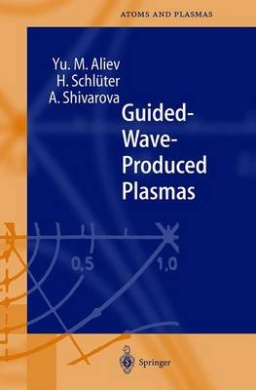 ATOMS AND PLASMAS
Yu. M. Aliev
H. Schlüter
A. Shivarova
Guided-
Wave-
Produced
Plasmas
0.5
1.0
Springer